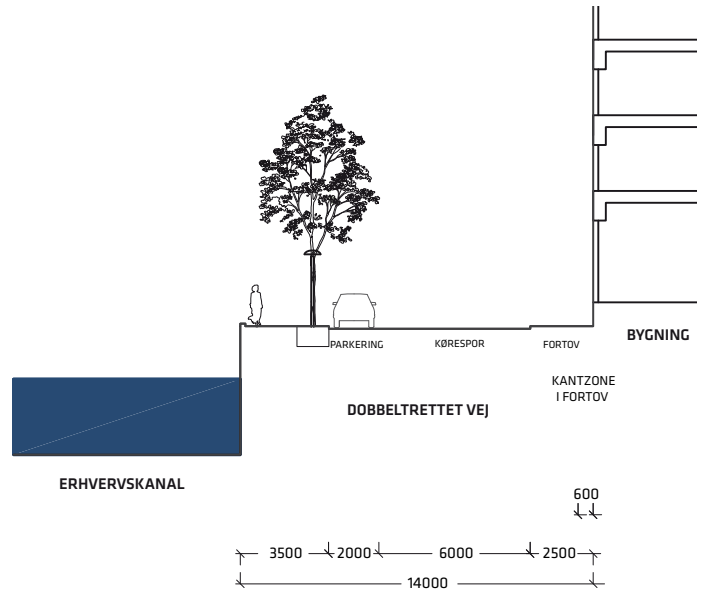 BYGNING
PARKERING
KØRESPOR
FORTOV
KANTZONE
I FORTOV
DOBBELTRETTET VEJ
ERHVERVSKANAL
600
3500 2000 6000 2500
14000